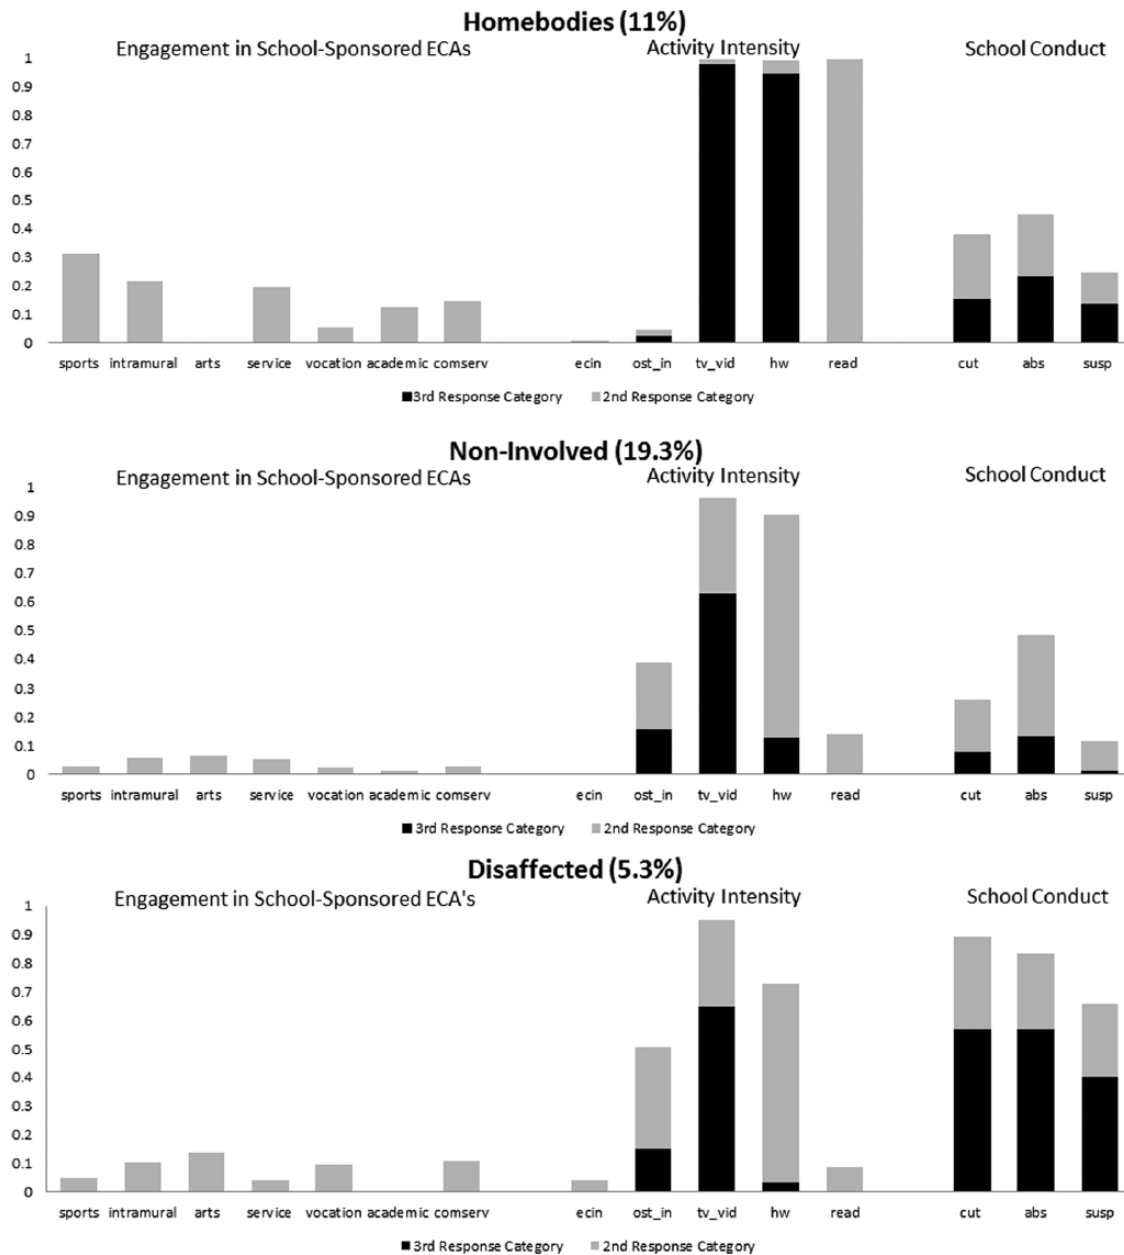 Homebodies (11%)
Engagement in School-Sponsored ECAs Activity Intensity School Conduct
1
0.9
0.8
0.7
0.6
0.5
0.4
0.3
0.2
0.1
0
sports intramural arts service vocation academic comserv ecin ost_in tv_vid hw read cut abs susp
3rd Response Category 2nd Response Category
Non-Involved (19.3%)
Engagement in School-Sponsored ECAs Activity Intensity School Conduct
1
0.9
0.8
0.7
0.6
0.5
0.4
0.3
0.2
0.1
0
sports intramural arts service vocation academic comserv ecin ost_in tv_vid hw read cut abs susp
3rd Response Category 2nd Response Category
Disaffected (5.3%)
Engagement in School-Sponsored ECA's Activity Intensity School Conduct
1
0.9
0.8
0.7
0.6
0.5
0.4
0.3
0.2
0.1
0
sports intramural arts service vocation academic comserv ecin ost_in tv_vid hw read cut abs susp
3rd Response Category 2nd Response Category